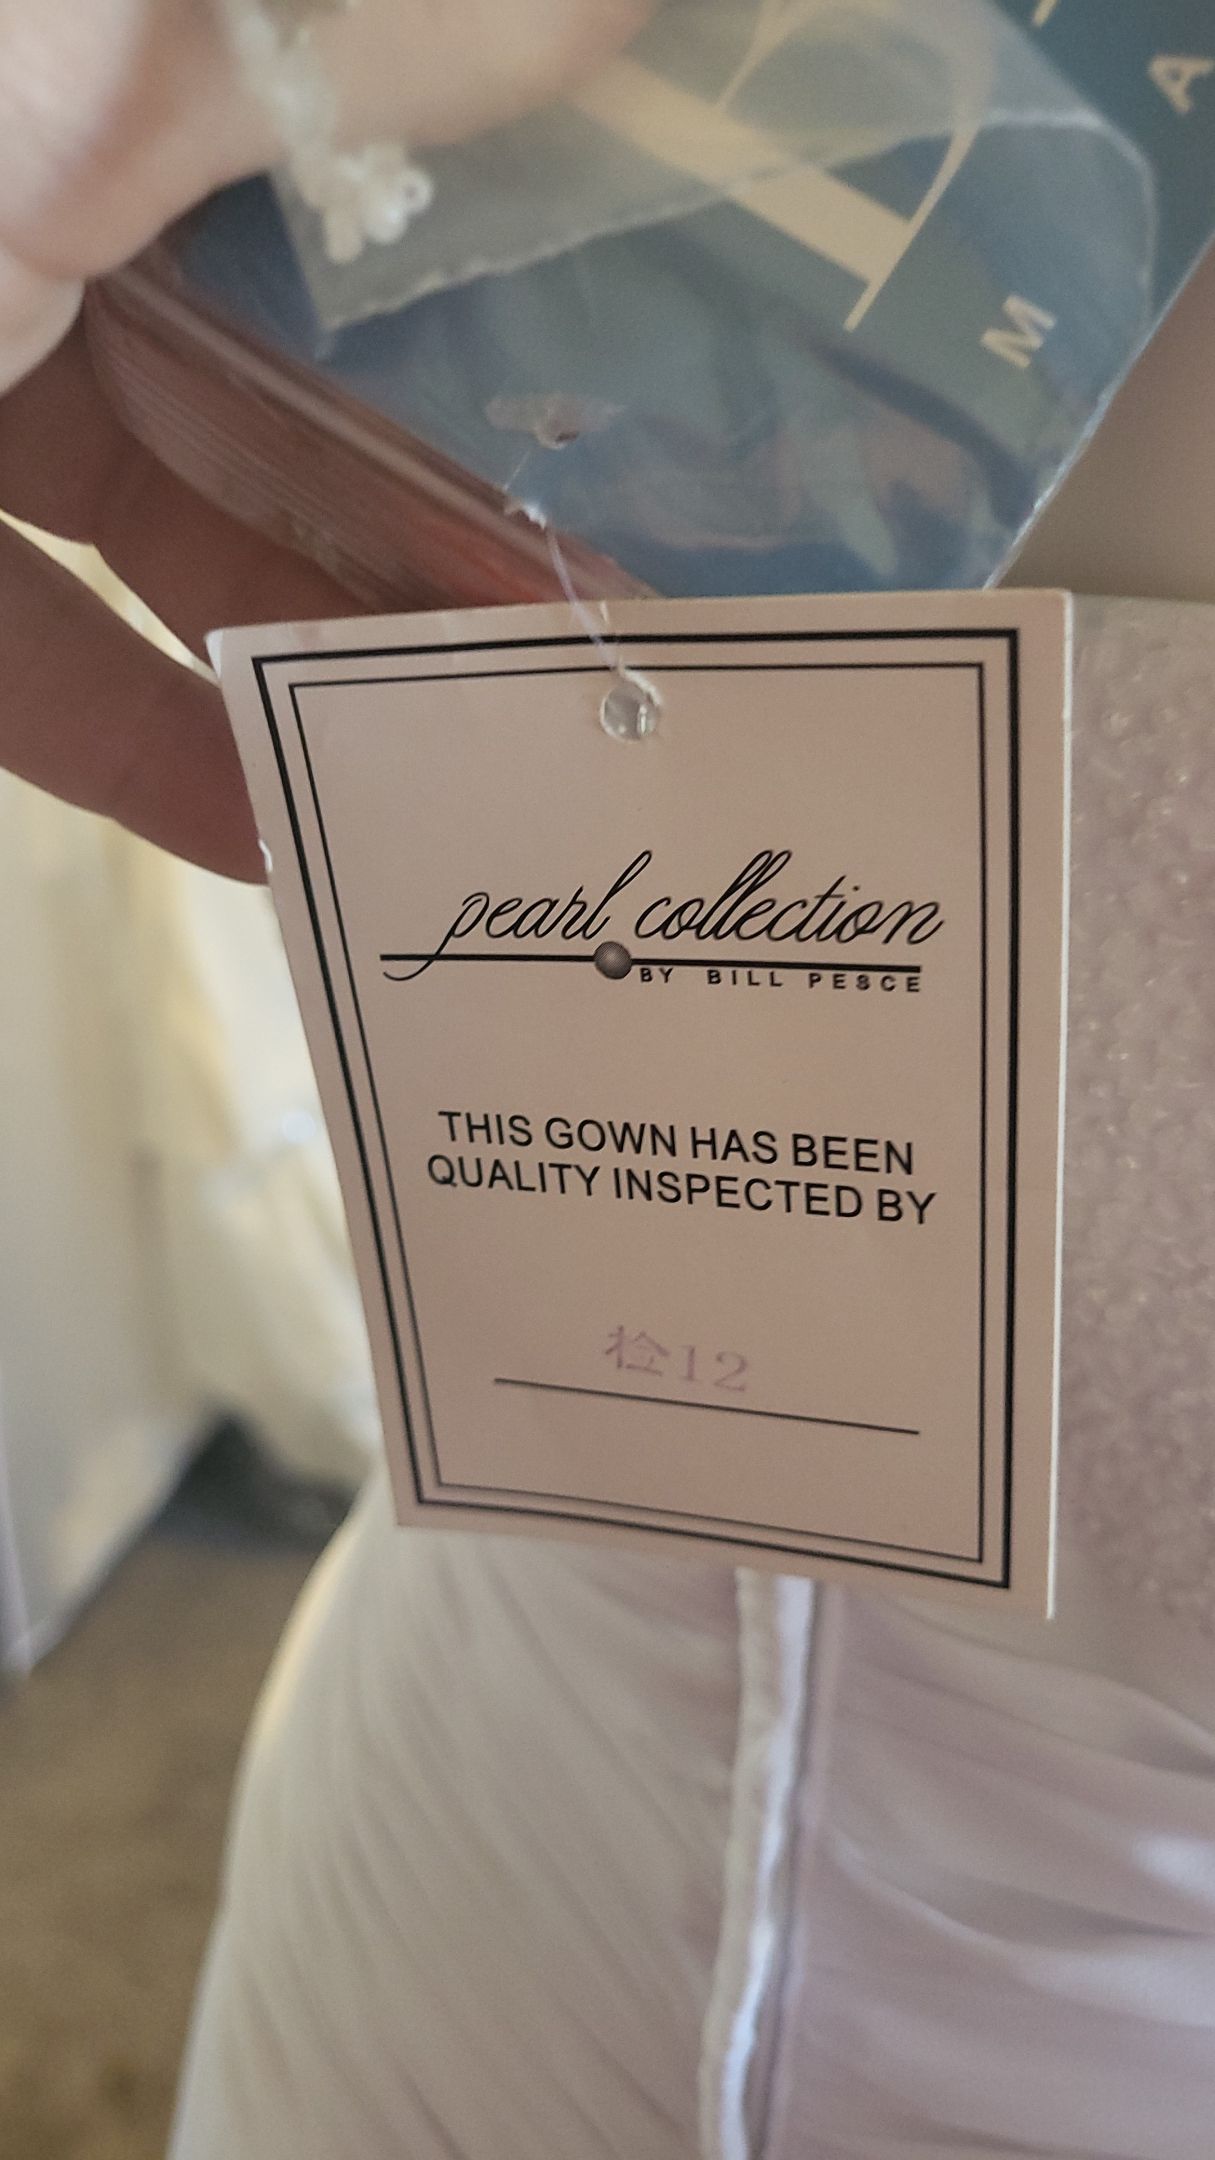 M A
pearl collection
BY BILL PESCE
THIS GOWN HAS BEEN
QUALITY INSPECTED BY
检12